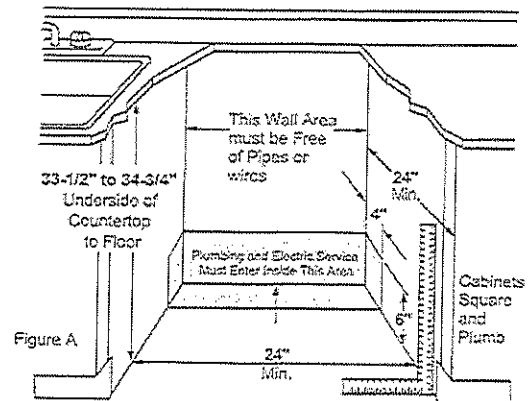 This Wall Area
must be Free
of Pipes or
wires
33-1/2" to 34-3/4"
Underside of
Countertop
to Floor
24"
Min.
4"
Plumbing and Electric Service
Must Enter Inside This Area
6"
Cabinets
Square
and
Plumb
Figure A
24"
Min.